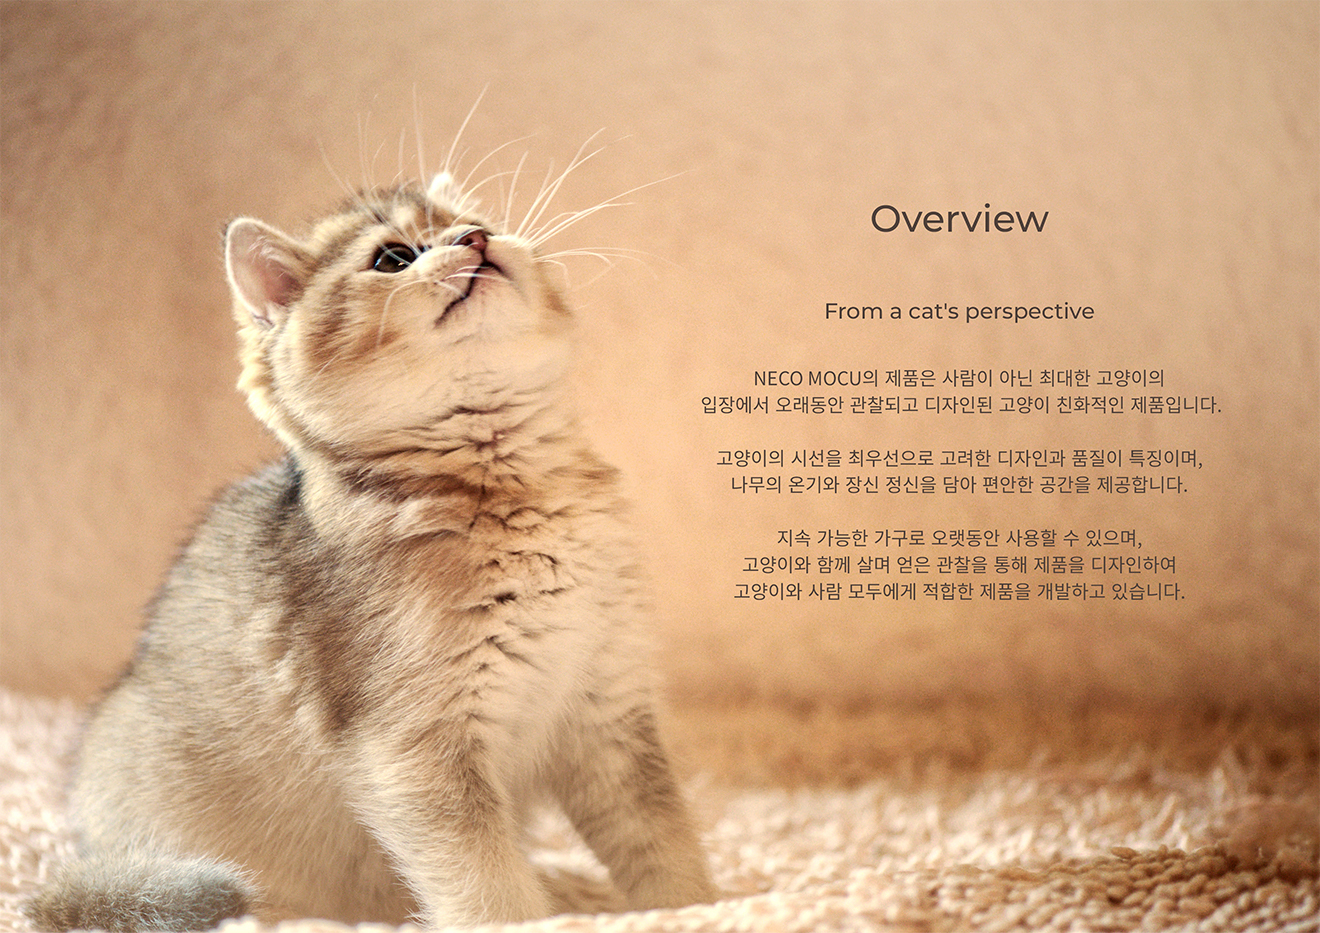 Overview
From a cat's perspective
NECO MOCU의 제품은 사람이 아닌 최대한 고양이의
입장에서 오래동안 관찰되고 디자인된 고양이 친화적인 제품입니다.
고양이의 시선을 최우선으로 고려한 디자인과 품질이 특징이며,
나무의 온기와 장신 정신을 담아 편안한 공간을 제공합니다.
지속 가능한 가구로 오랫동안 사용할 수 있으며,
고양이와 함께 살며 얻은 관찰을 통해 제품을 디자인하여
고양이와 사람 모두에게 적합한 제품을 개발하고 있습니다.